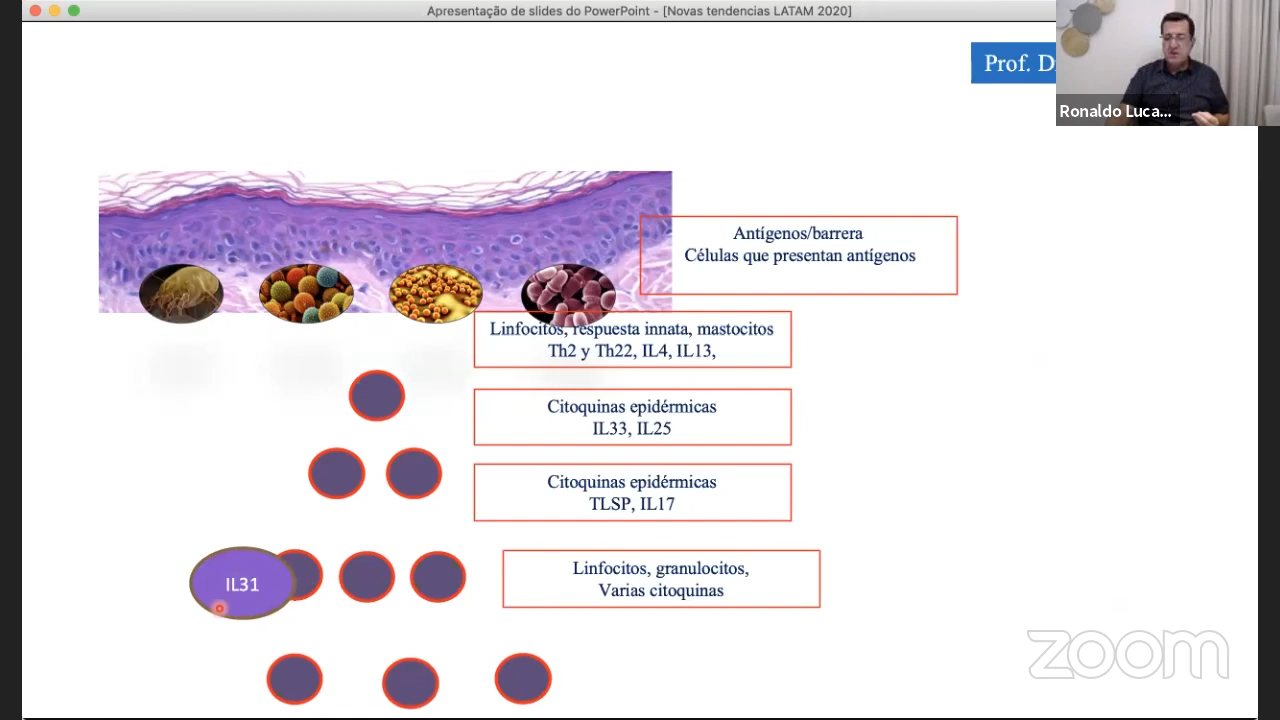 Apresentação de slides do PowerPoint - [Novas tendencias LATAM 2020]
Prof.
Ronaldo Luca...
Antígenos/barrera
Células que presentan antígenos
Linfocitos, respuesta innata, mastocitos
Th2 y Th22, IL4, IL13,
Citoquinas epidérmicas
IL33, IL25
Citoquinas epidérmicas
TLSP, IL17
IL31
Linfocitos, granulocitos,
Varias citoquinas
zoom